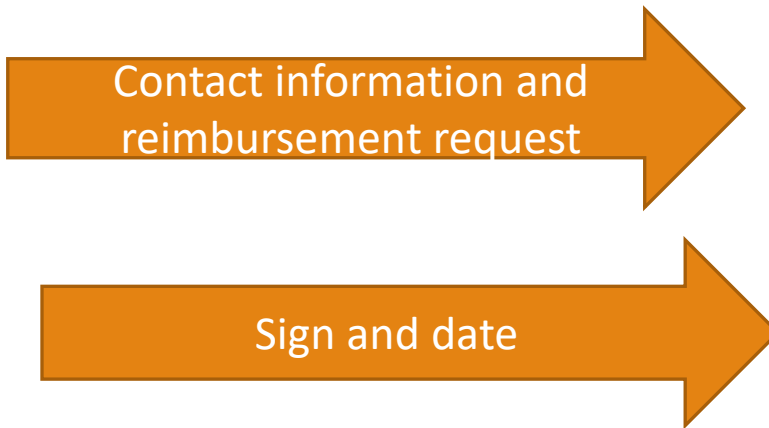 Contact information and
reimbursement request
Sign and date